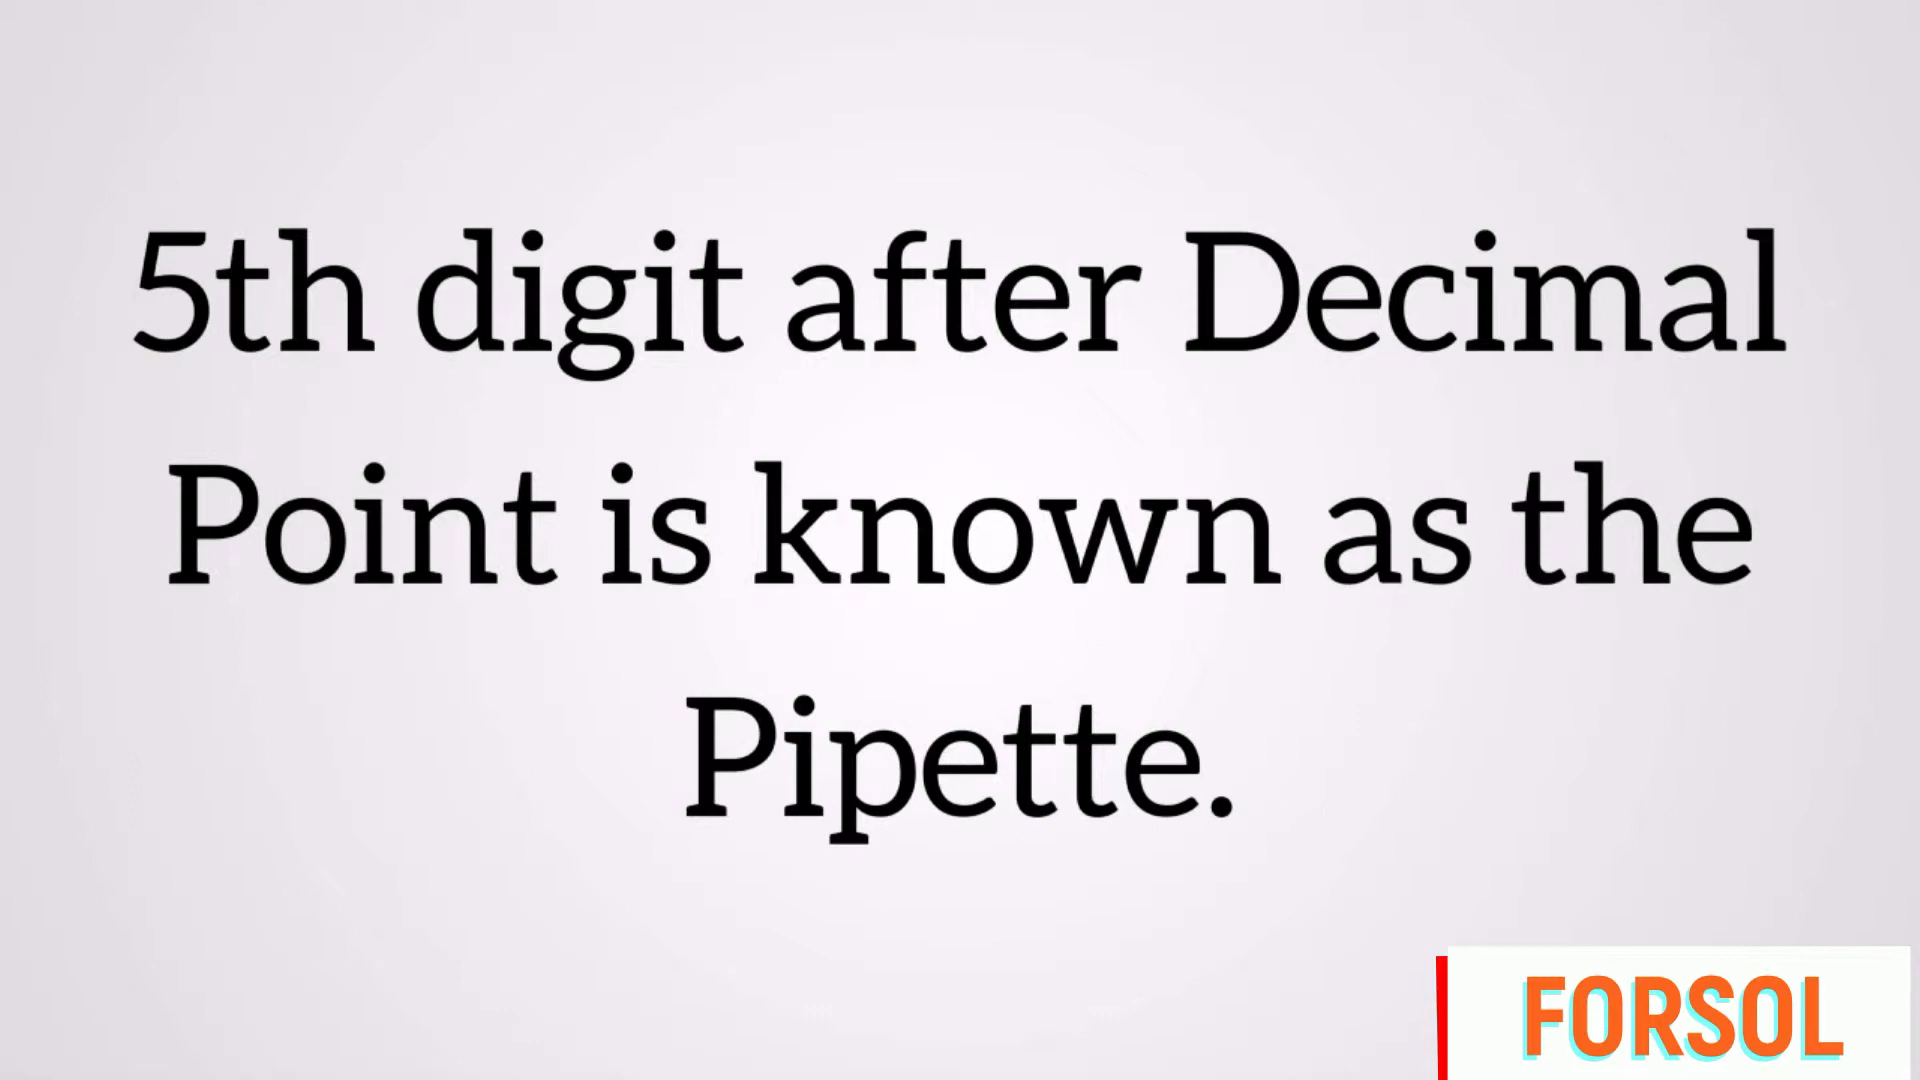 5th digit after Decimal
Point is known as the
Pipette.
FORSOL